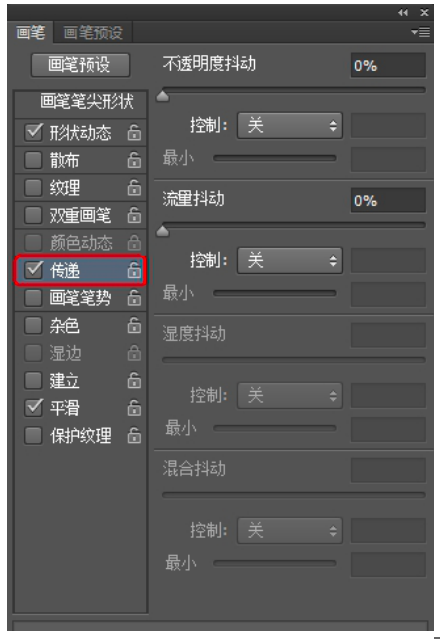 画笔 画笔预设
画笔预设
画笔笔尖形状
形状动态
散布
纹理
双重画笔
颜色动态
传递
画笔笔势
杂色
湿边
建立
平滑
保护纹理
不透明度抖动 0%
控制: 关
最小
流量抖动 0%
控制: 关
最小
湿度抖动
控制: 关
最小
混合抖动
控制: 关
最小